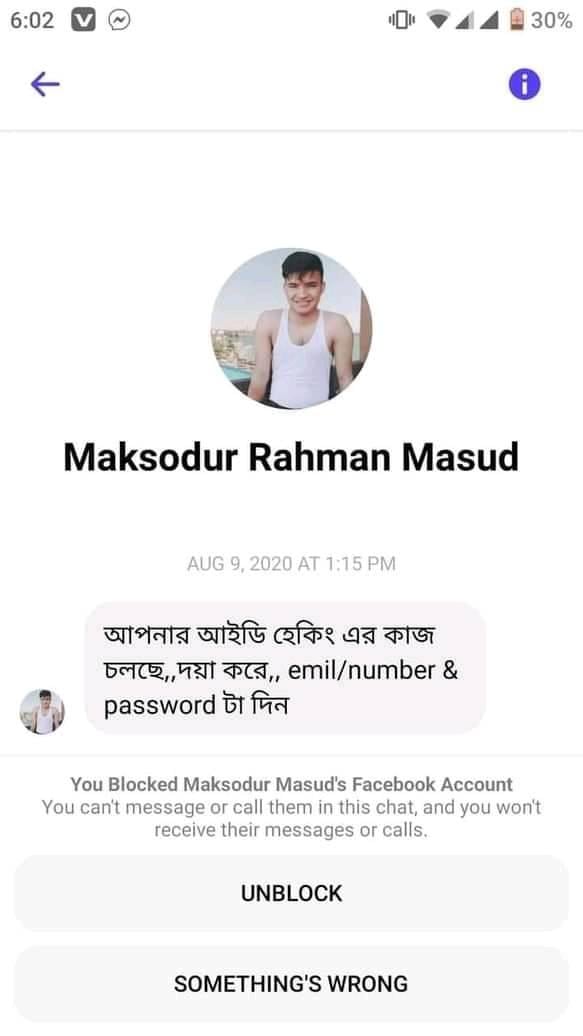 6:02
30%
Maksodur Rahman Masud
AUG 9, 2020 AT 1:15 PM
আপনার আইডি হেকিং এর কাজ
চলছে,,দয়া করে,, emil/number &
password টা দিন
You Blocked Maksodur Masud's Facebook Account
You can't message or call them in this chat, and you won't
receive their messages or calls.
UNBLOCK
SOMETHING'S WRONG